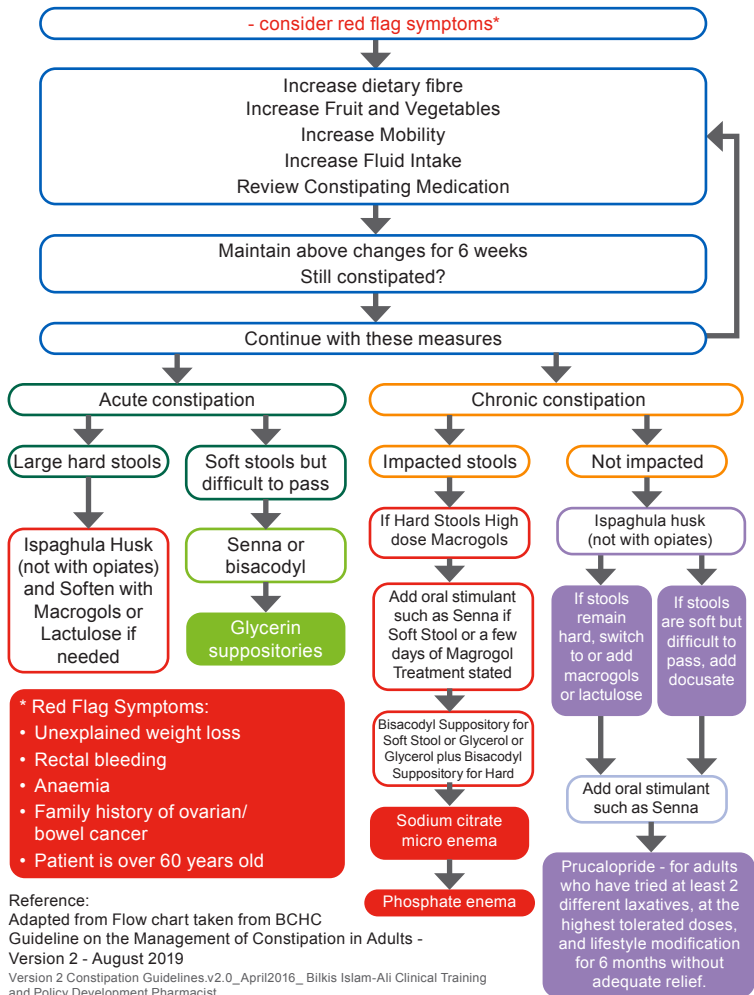 - consider red flag symptoms*
Increase dietary fibre
Increase Fruit and Vegetables
Increase Mobility
Increase Fluid Intake
Review Constipating Medication
Maintain above changes for 6 weeks
Still constipated?
Continue with these measures
Acute constipation
Large hard stools
Ispaghula Husk
(not with opiates)
and Soften with
Macrogols or
Lactulose if
needed
Soft stools but
difficult to pass
Senna or
bisacodyl
Glycerin
suppositories
Chronic constipation
Impacted stools
If Hard Stools High
dose Macrogols
Add oral stimulant
such as Senna if
Soft Stool or a few
days of Magrogol
Treatment stated
Bisacodyl Suppository for
Soft Stool or Glycerol or
Glycerol plus Bisacodyl
Suppository for Hard
Sodium citrate
micro enema
Phosphate enema
Not impacted
Ispaghula husk
(not with opiates)
If stools
remain
hard, switch
to or add
macrogols
or lactulose
If stools
are soft but
difficult to
pass, add
docusate
Add oral stimulant
such as Senna
Prucalopride - for adults
who have tried at least 2
different laxatives, at the
highest tolerated doses,
and lifestyle modification
for 6 months without
adequate relief.
* Red Flag Symptoms:
• Unexplained weight loss
• Rectal bleeding
• Anaemia
• Family history of ovarian/
bowel cancer
• Patient is over 60 years old
Reference:
Adapted from Flow chart taken from BCHC
Guideline on the Management of Constipation in Adults -
Version 2 - August 2019
Version 2 Constipation Guidelines.v2.0_April2016_ Bilkis Islam-Ali Clinical Training
and Policy Development Pharmacist